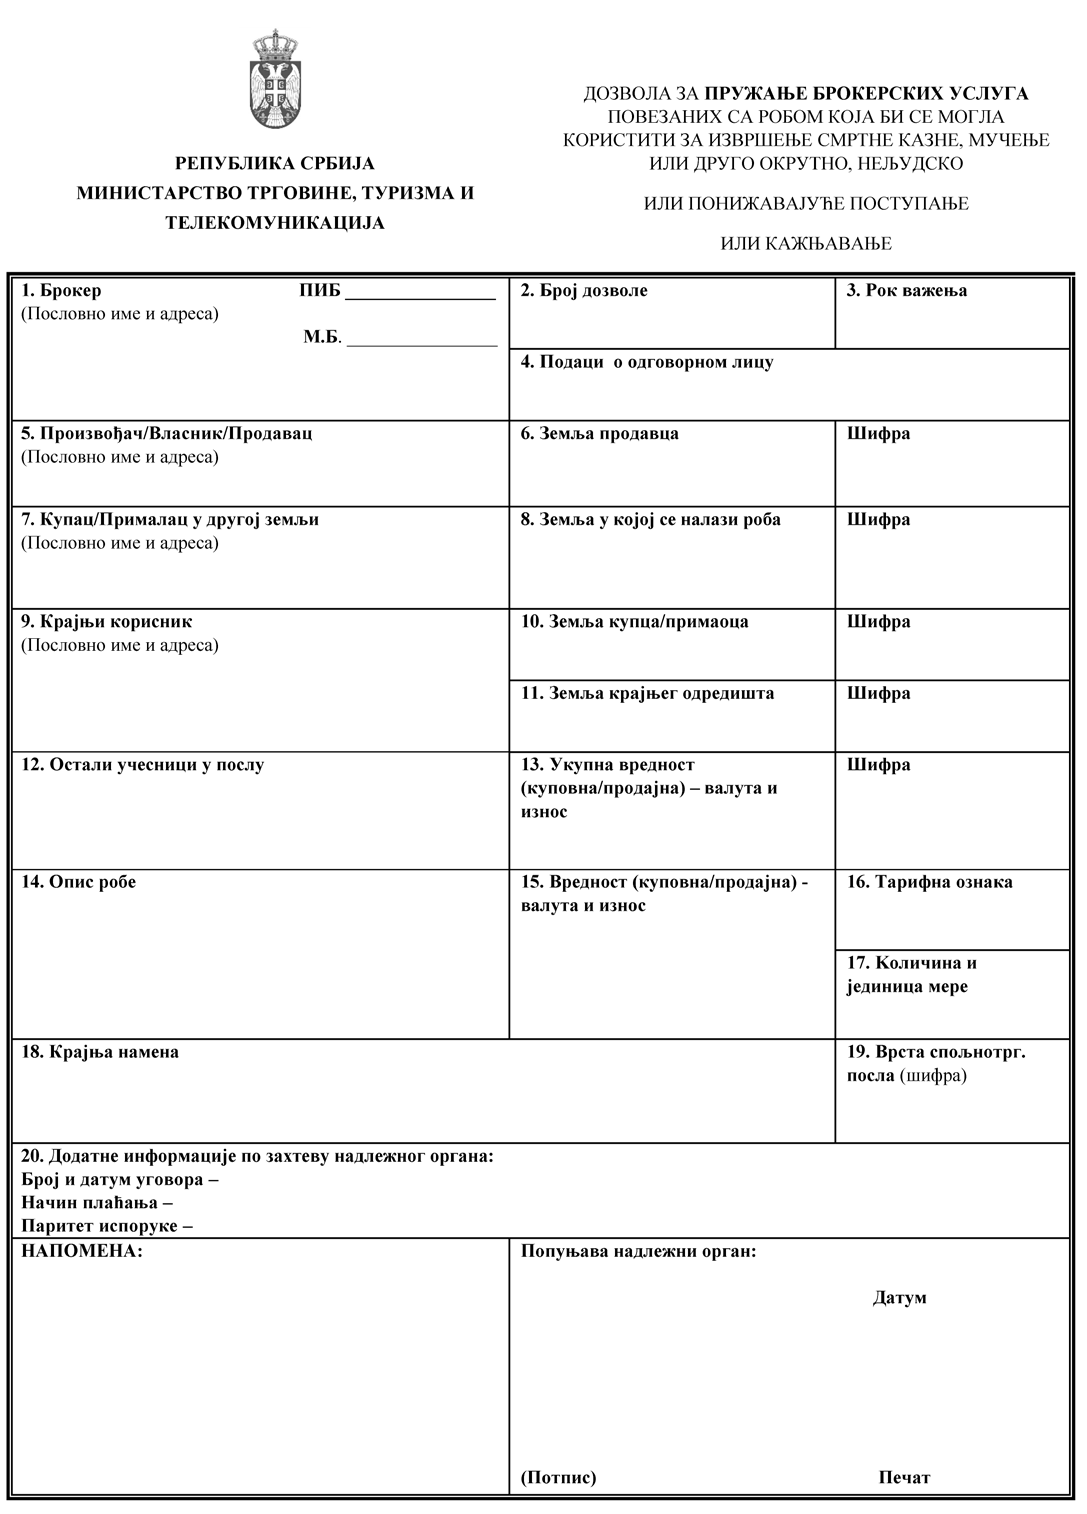 РЕПУБЛИКА СРБИЈА
МИНИСТАРСТВО ТРГОВИНЕ, ТУРИЗМА И
ТЕЛЕКОМУНИКАЦИЈА
ДОЗВОЛА ЗА ПРУЖАЊЕ БРОКЕРСКИХ УСЛУГА
ПОВЕЗАНИХ СА РОБОМ КОЈА БИ СЕ МОГЛА
КОРИСТИТИ ЗА ИЗВРШЕЊЕ СМРТНЕ КАЗНЕ, МУЧЕЊЕ
ИЛИ ДРУГО ОКРУТНО, НЕЉУДСКО
ИЛИ ПОНИЖАВАЈУЋЕ ПОСТУПАЊЕ
ИЛИ КАЖЊАВАЊЕ
1. Брокер ПИБ ________________
(Пословно име и адреса)
М.Б. ________________
2. Број дозволе
3. Рок важења
4. Подаци о одговорном лицу
5. Произвођач/Власник/Продавац
(Пословно име и адреса)
6. Земља продавца
Шифра
7. Купац/Прималац у другој земљи
(Пословно име и адреса)
8. Земља у којој се налази роба
Шифра
9. Крајњи корисник
(Пословно име и адреса)
10. Земља купца/примаоца
Шифра
11. Земља крајњег одредишта
Шифра
12. Остали учесници у послу
13. Укупна вредност
(куповна/продајна) – валута и
износ
Шифра
14. Опис робе
15. Вредност (куповна/продајна) -
валута и износ
16. Тарифна ознака
17. Количина и
јединица мере
18. Крајња намена
19. Врста спољнотрг.
посла (шифра)
20. Додатне информације по захтеву надлежног органа:
Број и датум уговора –
Начин плаћања –
Паритет испоруке –
НАПОМЕНА:
Попуњава надлежни орган:
Датум
(Потпис) Печат